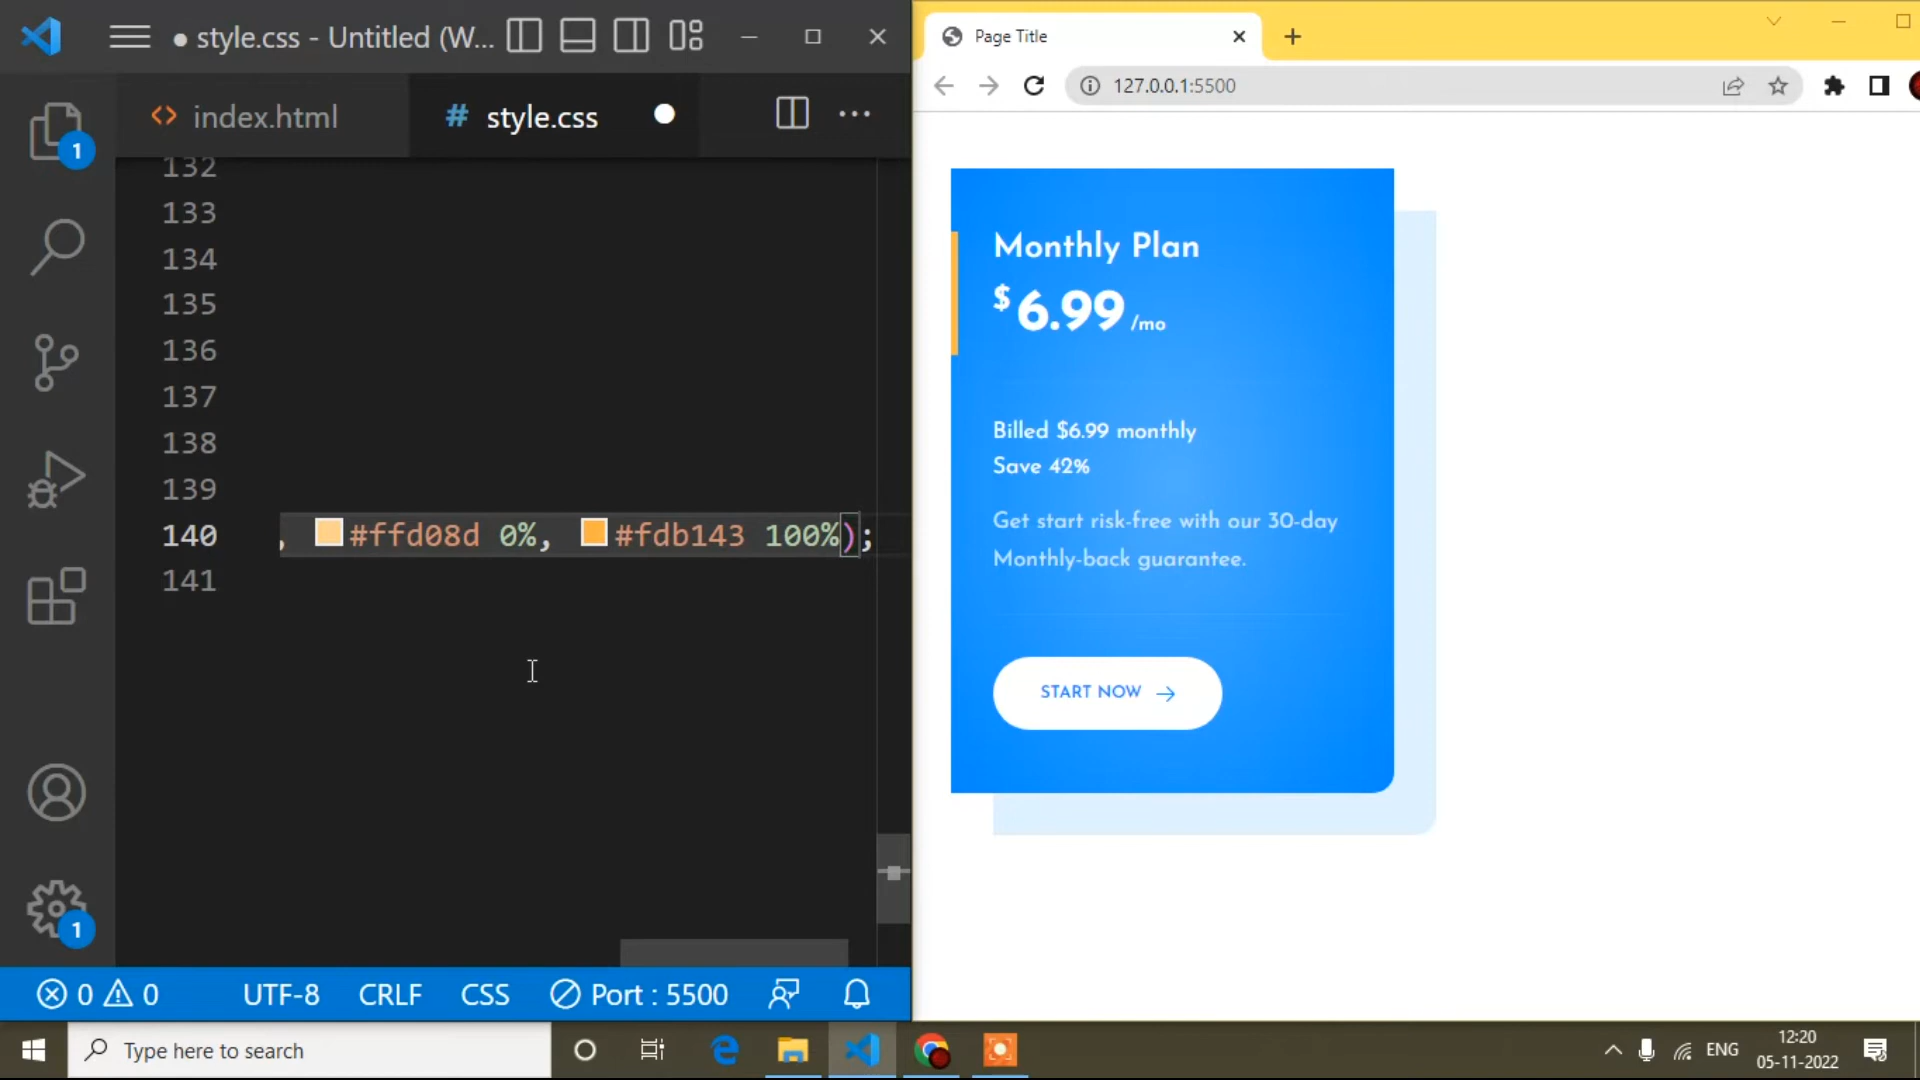 ● style.css - Untitled (W...
index.html
# style.css
132
133
134
135
136
137
138
139
140 , #ffd08d 0%, #fdb143 100%);
141
1
1
0 0 UTF-8 CRLF CSS Port : 5500
Page Title
127.0.0.1:5500
Monthly Plan
$6.99 /mo
Billed $6.99 monthly
Save 42%
Get start risk-free with our 30-day
Monthly-back guarantee.
START NOW →
Type here to search
ENG
12:20
05-11-2022